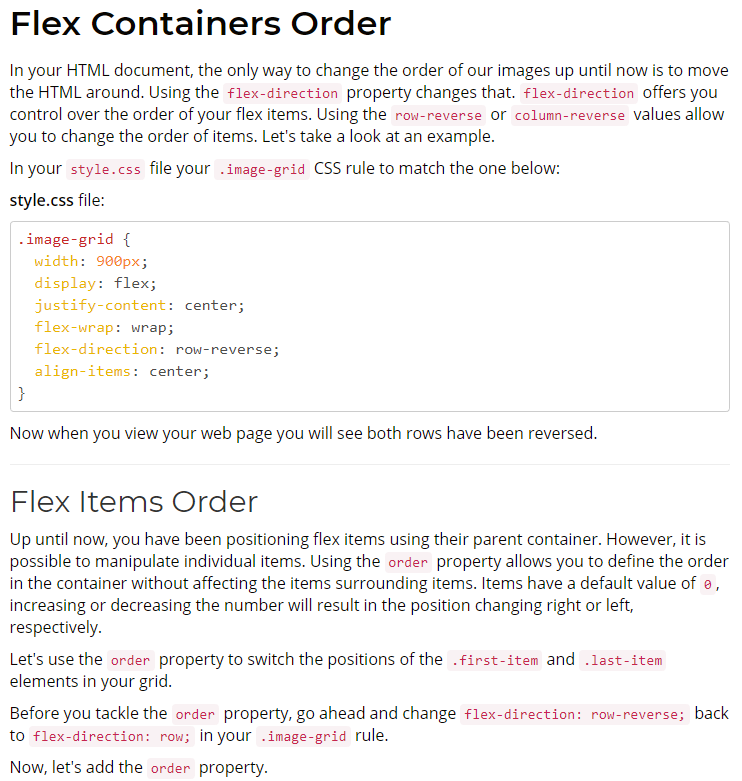 Flex Containers Order
In your HTML document, the only way to change the order of our images up until now is to move
the HTML around. Using the flex-direction property changes that. flex-direction offers you
control over the order of your flex items. Using the row-reverse or column-reverse values allow
you to change the order of items. Let's take a look at an example.
In your style.css file your .image-grid CSS rule to match the one below:
style.css file:
.image-grid {
  width: 900px;
  display: flex;
  justify-content: center;
  flex-wrap: wrap;
  flex-direction: row-reverse;
  align-items: center;
}
Now when you view your web page you will see both rows have been reversed.
Flex Items Order
Up until now, you have been positioning flex items using their parent container. However, it is
possible to manipulate individual items. Using the order property allows you to define the order
in the container without affecting the items surrounding items. Items have a default value of 0,
increasing or decreasing the number will result in the position changing right or left,
respectively.
Let's use the order property to switch the positions of the .first-item and .last-item
elements in your grid.
Before you tackle the order property, go ahead and change flex-direction: row-reverse; back
to flex-direction: row; in your .image-grid rule.
Now, let's add the order property.